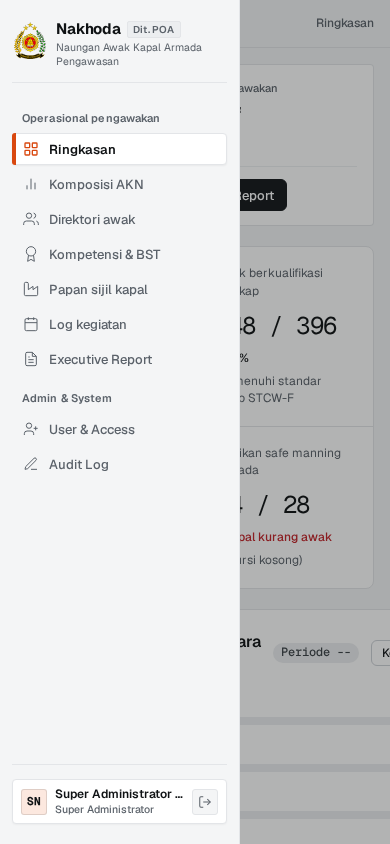 Nakhoda Dit. POA
Naungan Awak Kapal Armada
Pengawasan
Ringkasan
Operasional pengawakan
Ringkasan
Komposisi AKN
Direktori awak
Kompetensi & BST
Papan sijil kapal
Log kegiatan
Executive Report
Admin & System
User & Access
Audit Log
SN
Super Administrator ...
Super Administrator
awakan
Report
k berkualifikasi
kap
48 / 396
%
menuhi standar
STCW-F
ikan safe manning
ada
/ 28
pal kurang awak
ursi kosong)
ara
Periode --